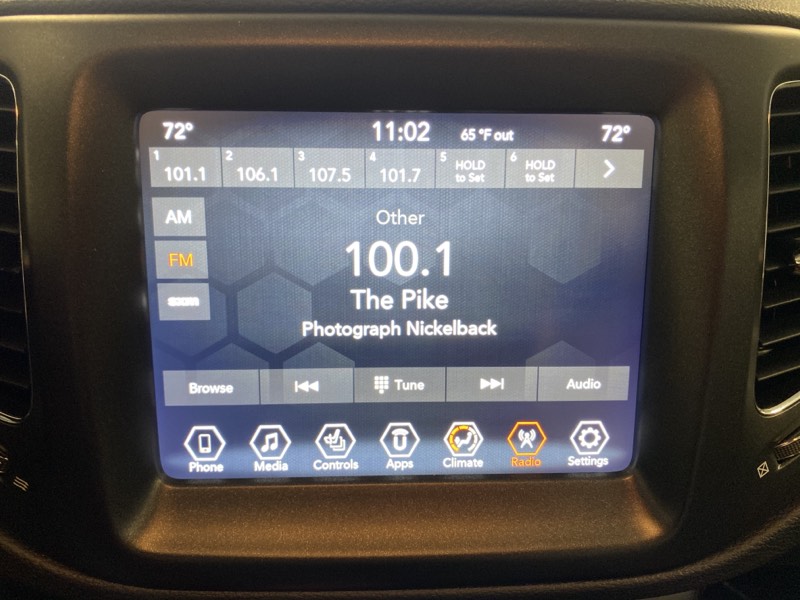 72° 11:02 65 °F out 72°
1 2 3 4 5 HOLD 6 HOLD
101.1 106.1 107.5 101.7 to Set to Set
AM
Other
FM
100.1
sxm
The Pike
Photograph Nickelback
Browse Tune Audio
Phone Media Controls Apps Climate Radio Settings